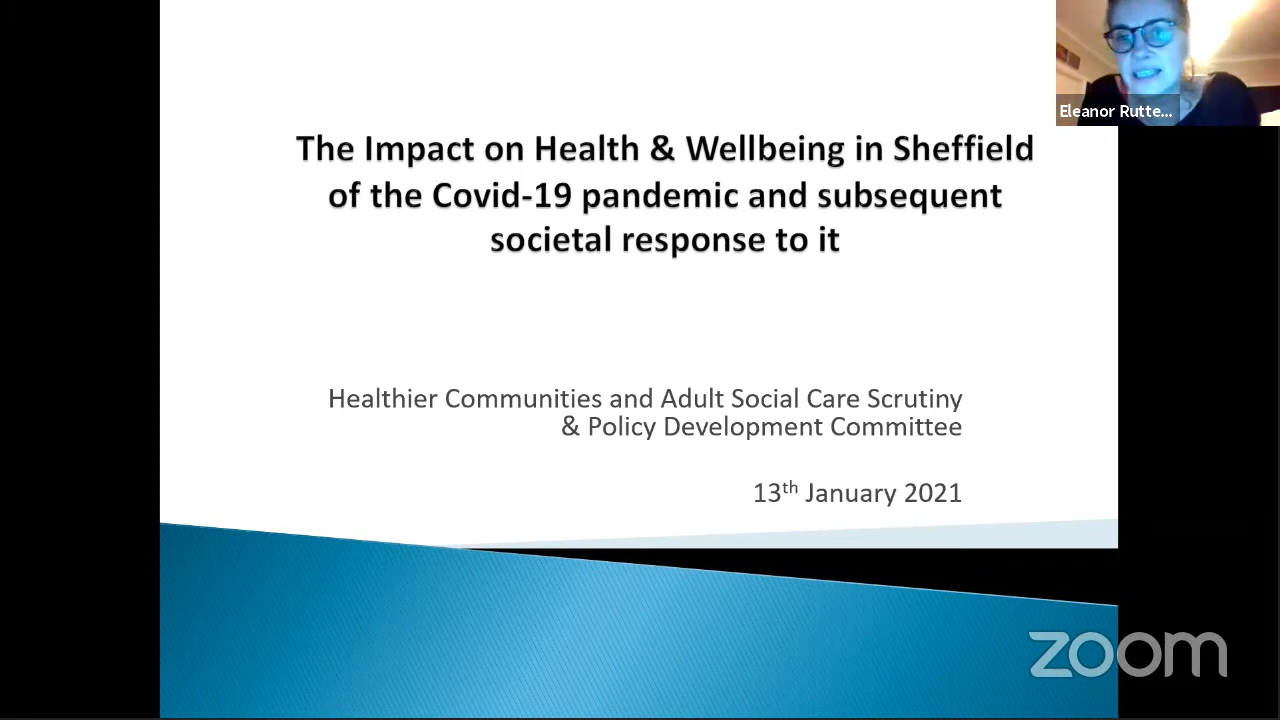 Eleanor Rutte...
The Impact on Health & Wellbeing in Sheffield
of the Covid-19 pandemic and subsequent
societal response to it
Healthier Communities and Adult Social Care Scrutiny
& Policy Development Committee
13th January 2021
zoom